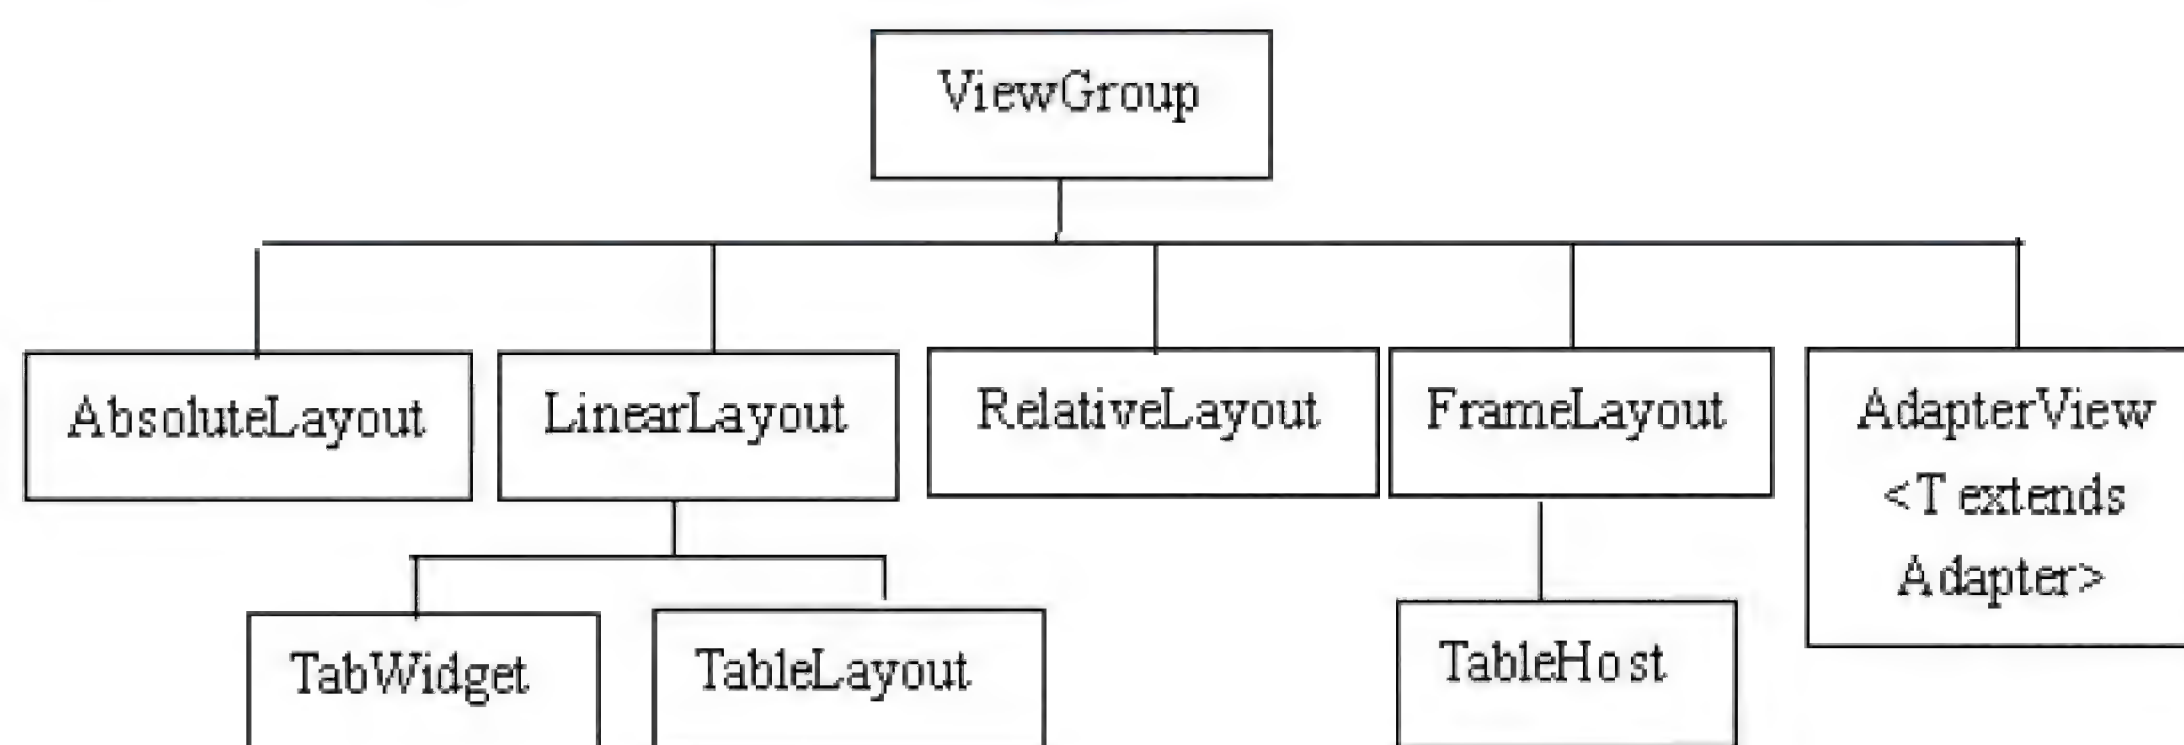 ViewGroup
AbsoluteLayout
LinearLayout
RelativeLayout
FrameLayout
AdapterView
<T extends
Adapter>
TabWidget
TableLayout
TableHost